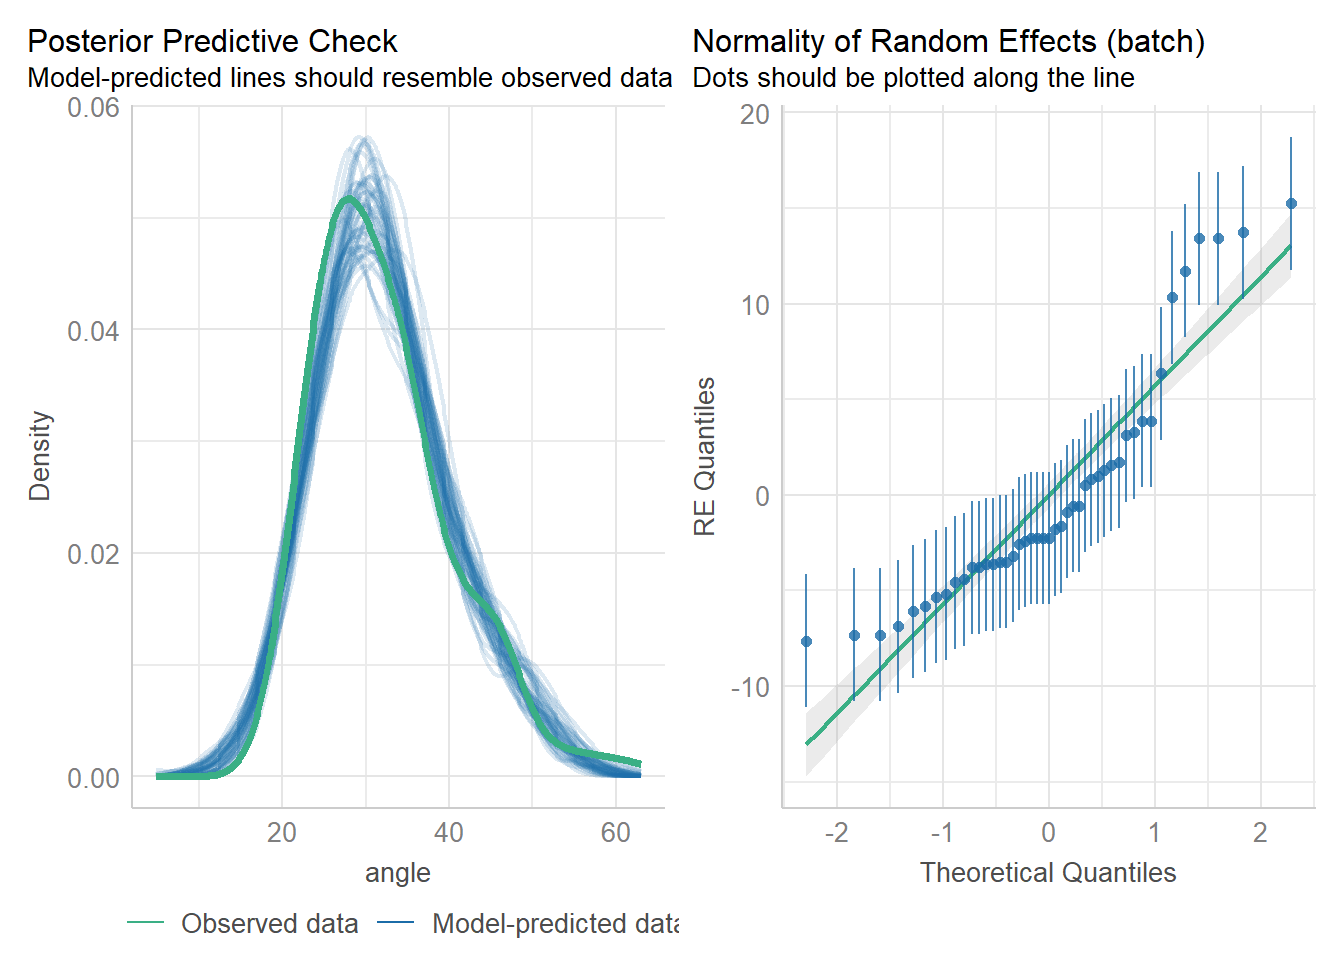 Posterior Predictive Check
Model-predicted lines should resemble observed data
0.06
0.04
0.02
0.00
Density
20 40 60
angle
Observed data Model-predicted data
Normality of Random Effects (batch)
Dots should be plotted along the line
20
10
0
-10
RE Quantiles
-2 -1 0 1 2
Theoretical Quantiles